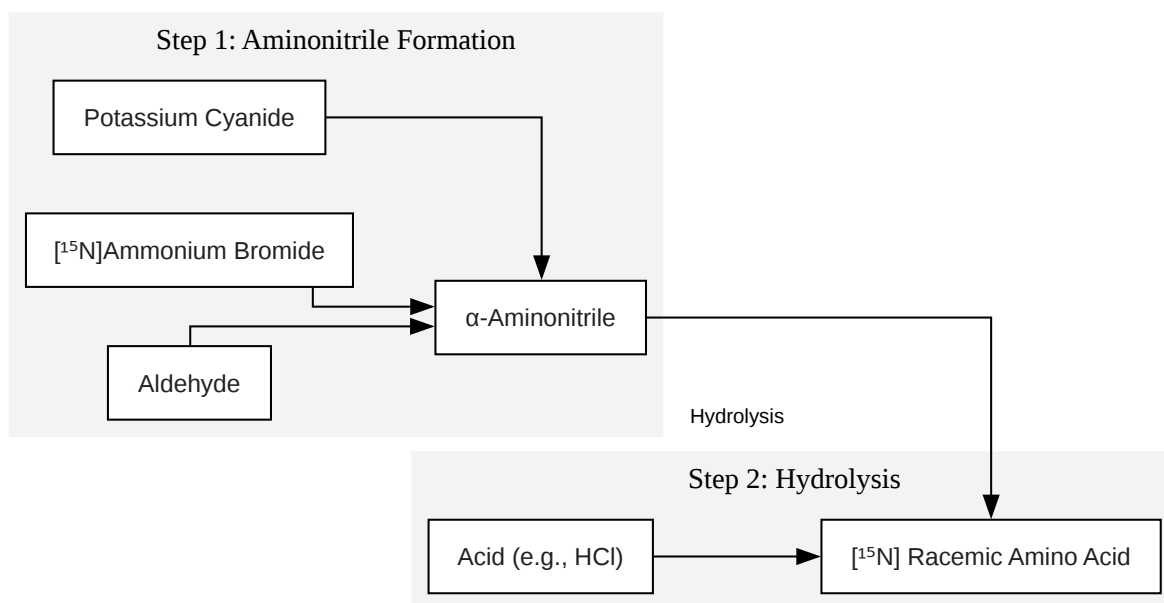 Step 1: Aminonitrile Formation
Potassium Cyanide
[¹⁵N]Ammonium Bromide
α-Aminonitrile
Aldehyde
Hydrolysis
Step 2: Hydrolysis
Acid (e.g., HCl)
[¹⁵N] Racemic Amino Acid